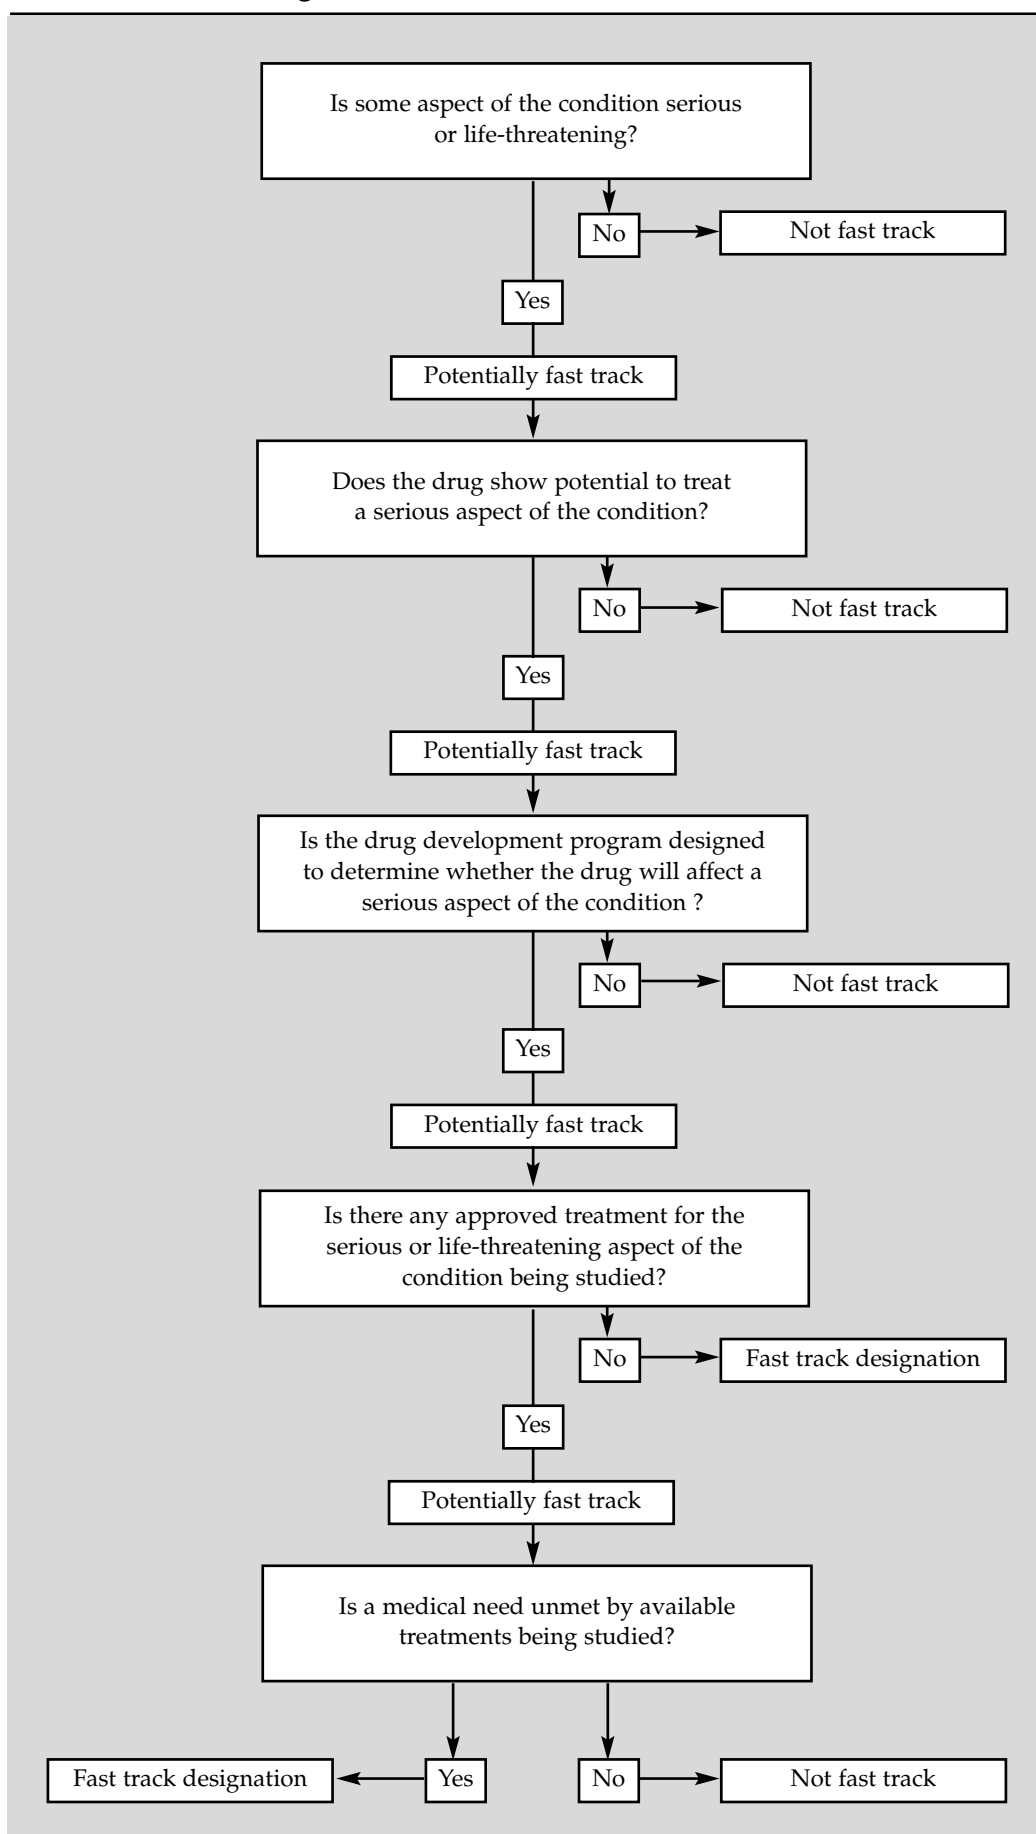 Is some aspect of the condition serious
or life-threatening?
No
Not fast track
Yes
Potentially fast track
Does the drug show potential to treat
a serious aspect of the condition?
No
Not fast track
Yes
Potentially fast track
Is the drug development program designed
to determine whether the drug will affect a
serious aspect of the condition ?
No
Not fast track
Yes
Potentially fast track
Is there any approved treatment for the
serious or life-threatening aspect of the
condition being studied?
No
Fast track designation
Yes
Potentially fast track
Is a medical need unmet by available
treatments being studied?
Fast track designation
Yes
No
Not fast track